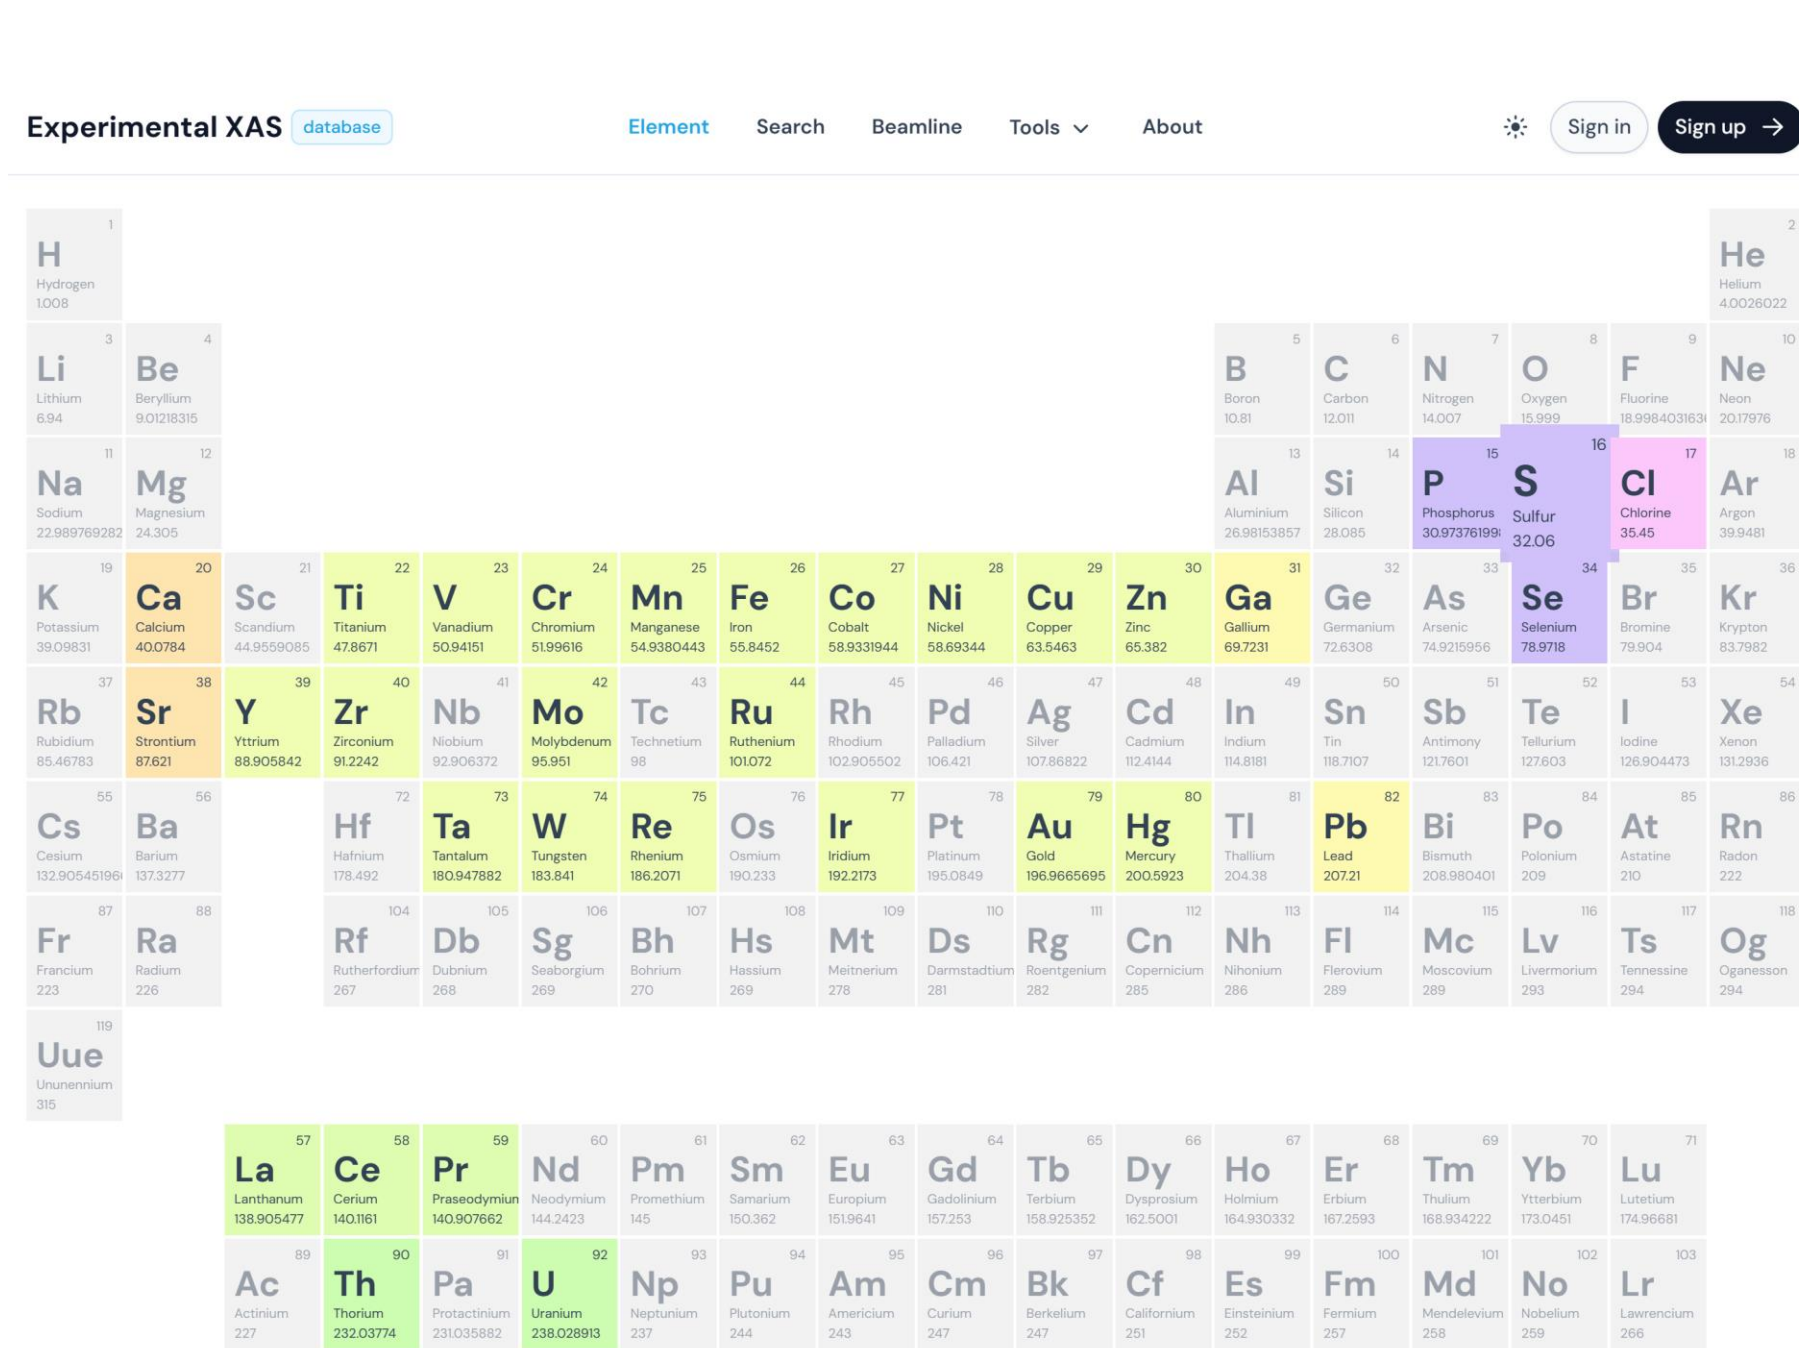 Experimental XAS database
Element Search Beamline Tools About
Sign in Sign up →
1
H
Hydrogen
1.008
2
He
Helium
4.0026022
3
Li
Lithium
6.94
4
Be
Beryllium
9.01218315
5
B
Boron
10.81
6
C
Carbon
12.011
7
N
Nitrogen
14.007
8
O
Oxygen
15.999
9
F
Fluorine
18.998403163
10
Ne
Neon
20.17976
11
Na
Sodium
22.989769282
12
Mg
Magnesium
24.305
13
Al
Aluminium
26.98153857
14
Si
Silicon
28.085
15
P
Phosphorus
30.97376199
16
S
Sulfur
32.06
17
Cl
Chlorine
35.45
18
Ar
Argon
39.9481
19
K
Potassium
39.09831
20
Ca
Calcium
40.0784
21
Sc
Scandium
44.9559085
22
Ti
Titanium
47.8671
23
V
Vanadium
50.94151
24
Cr
Chromium
51.99616
25
Mn
Manganese
54.9380443
26
Fe
Iron
55.8452
27
Co
Cobalt
58.9331944
28
Ni
Nickel
58.69344
29
Cu
Copper
63.5463
30
Zn
Zinc
65.382
31
Ga
Gallium
69.7231
32
Ge
Germanium
72.6308
33
As
Arsenic
74.9215956
34
Se
Selenium
78.9718
35
Br
Bromine
79.904
36
Kr
Krypton
83.7982
37
Rb
Rubidium
85.46783
38
Sr
Strontium
87.621
39
Y
Yttrium
88.905842
40
Zr
Zirconium
91.2242
41
Nb
Niobium
92.906372
42
Mo
Molybdenum
95.951
43
Tc
Technetium
98
44
Ru
Ruthenium
101.072
45
Rh
Rhodium
102.905502
46
Pd
Palladium
106.421
47
Ag
Silver
107.86822
48
Cd
Cadmium
112.4144
49
In
Indium
114.8181
50
Sn
Tin
118.7107
51
Sb
Antimony
121.7601
52
Te
Tellurium
127.603
53
I
Iodine
126.904473
54
Xe
Xenon
131.2936
55
Cs
Cesium
132.90545196
56
Ba
Barium
137.3277
72
Hf
Hafnium
178.492
73
Ta
Tantalum
180.947882
74
W
Tungsten
183.841
75
Re
Rhenium
186.2071
76
Os
Osmium
190.233
77
Ir
Iridium
192.2173
78
Pt
Platinum
195.0849
79
Au
Gold
196.9665695
80
Hg
Mercury
200.5923
81
Tl
Thallium
204.38
82
Pb
Lead
207.21
83
Bi
Bismuth
208.980401
84
Po
Polonium
209
85
At
Astatine
210
86
Rn
Radon
222
87
Fr
Francium
223
88
Ra
Radium
226
104
Rf
Rutherfordium
267
105
Db
Dubnium
268
106
Sg
Seaborgium
269
107
Bh
Bohrium
270
108
Hs
Hassium
269
109
Mt
Meitnerium
278
110
Ds
Darmstadtium
281
111
Rg
Roentgenium
282
112
Cn
Copernicium
285
113
Nh
Nihonium
286
114
Fl
Flerovium
289
115
Mc
Moscovium
289
116
Lv
Livermorium
293
117
Ts
Tennessine
294
118
Og
Oganesson
294
119
Uue
Ununennium
315
57
La
Lanthanum
138.905477
58
Ce
Cerium
140.1161
59
Pr
Praseodymium
140.907662
60
Nd
Neodymium
144.2423
61
Pm
Promethium
145
62
Sm
Samarium
150.362
63
Eu
Europium
151.9641
64
Gd
Gadolinium
157.253
65
Tb
Terbium
158.925352
66
Dy
Dysprosium
162.5001
67
Ho
Holmium
164.930332
68
Er
Erbium
167.2593
69
Tm
Thulium
168.934222
70
Yb
Ytterbium
173.0451
71
Lu
Lutetium
174.96681
89
Ac
Actinium
227
90
Th
Thorium
232.03774
91
Pa
Protactinium
231.035882
92
U
Uranium
238.028913
93
Np
Neptunium
237
94
Pu
Plutonium
244
95
Am
Americium
243
96
Cm
Curium
247
97
Bk
Berkelium
247
98
Cf
Californium
251
99
Es
Einsteinium
252
100
Fm
Fermium
257
101
Md
Mendelevium
258
102
No
Nobelium
259
103
Lr
Lawrencium
266